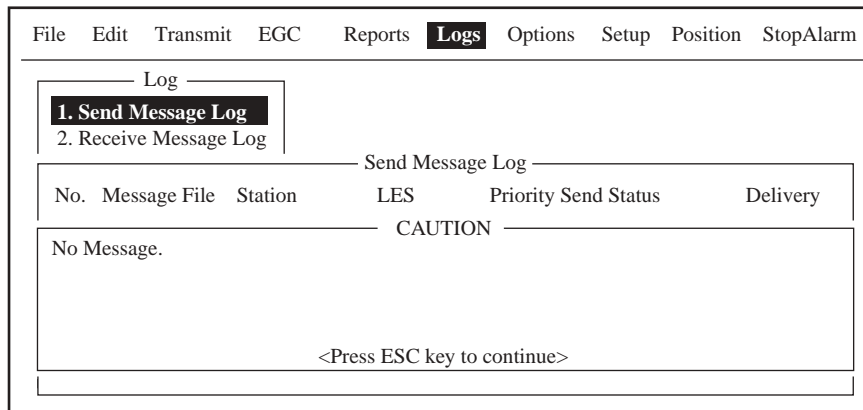 File Edit Transmit EGC Reports Logs Options Setup Position StopAlarm
Log
1. Send Message Log
2. Receive Message Log
Send Message Log
No. Message File Station LES Priority Send Status Delivery
CAUTION
No Message.
<Press ESC key to continue>